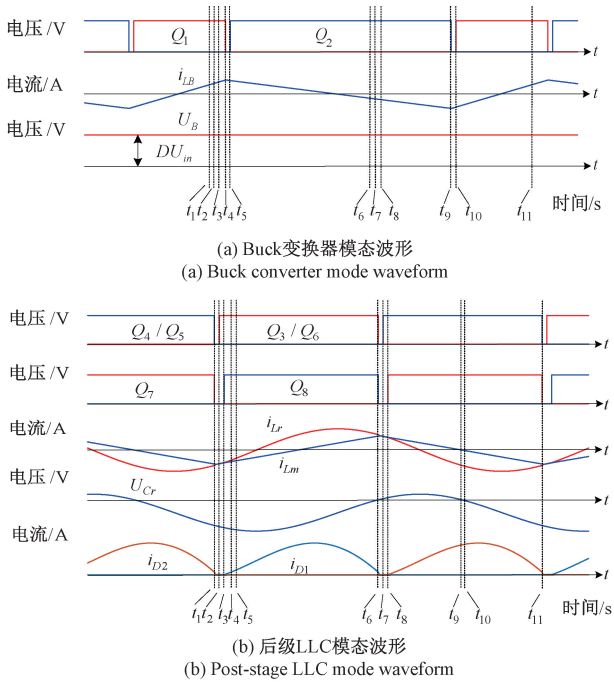 电压/V
Q1 Q2 t
电流/A
iLB t
电压/V
UB
DUin t
t1 t2 t3 t4 t5 t6 t7 t8 t9 t10 t11 时间/s
(a) Buck变换器模态波形
(a) Buck converter mode waveform
电压/V
Q4 / Q5 Q3 / Q6 t
电压/V
Q7 Q8 t
电流/A
iLr
iLm t
电压/V
UCr t
电流/A
iD2 iD1 t
t1 t2 t3 t4 t5 t6 t7 t8 t9 t10 t11 时间/s
(b) 后级LLC模态波形
(b) Post-stage LLC mode waveform